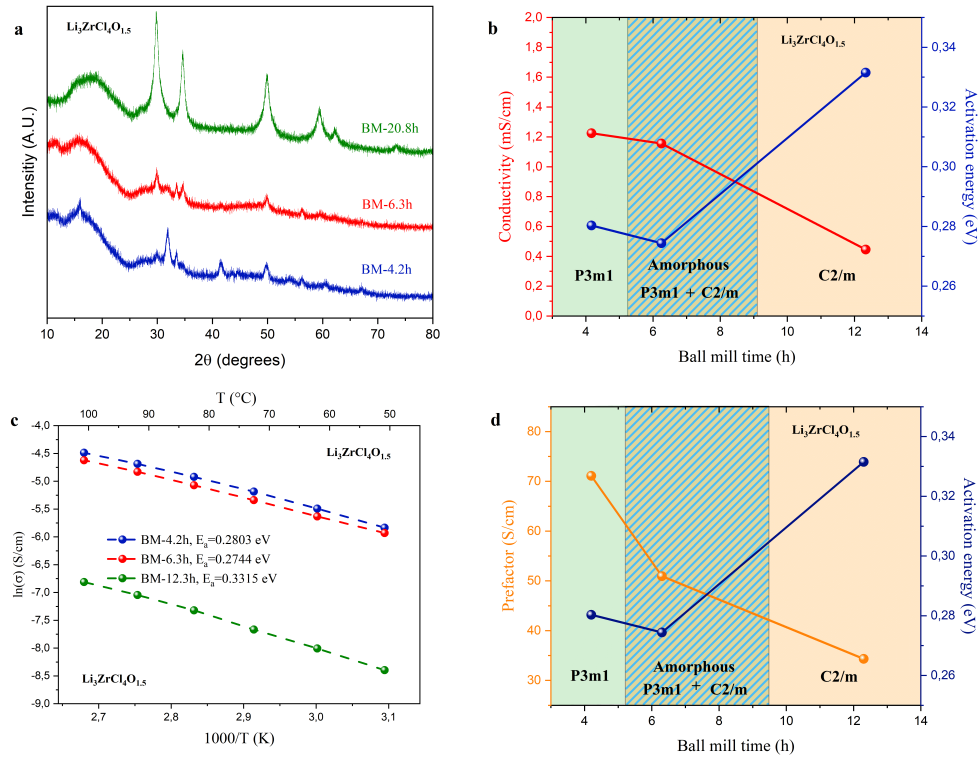 a
Li3ZrCl4O1.5
BM-20.8h
BM-6.3h
BM-4.2h
Intensitiy (A.U.)
10 20 30 40 50 60 70 80
2θ (degrees)
b
Li3ZrCl4O1.5
2,0
1,8
1,6
1,4
1,2
1,0
0,8
0,6
0,4
0,2
0,0
Conductivity (mS/cm)
P3m1
Amorphous
P3m1 + C2/m
C2/m
0,34
0,32
0,30
0,28
0,26
Activation energy (eV)
4 6 8 10 12 14
Ball mill time (h)
c
T (°C)
100 90 80 70 60 50
Li3ZrCl4O1.5
-4,0
-4,5
-5,0
-5,5
-6,0
-6,5
-7,0
-7,5
-8,0
-8,5
-9,0
ln(σ) (S/cm)
BM-4.2h, Ea=0.2803 eV
BM-6.3h, Ea=0.2744 eV
BM-12.3h, Ea=0.3315 eV
Li3ZrCl4O1.5
2,7 2,8 2,9 3,0 3,1
1000/T (K)
d
Li3ZrCl4O1.5
80
70
60
50
40
30
Prefactor (S/cm)
P3m1
Amorphous
P3m1 + C2/m
C2/m
0,34
0,32
0,30
0,28
0,26
Activation energy (eV)
4 6 8 10 12 14
Ball mill time (h)